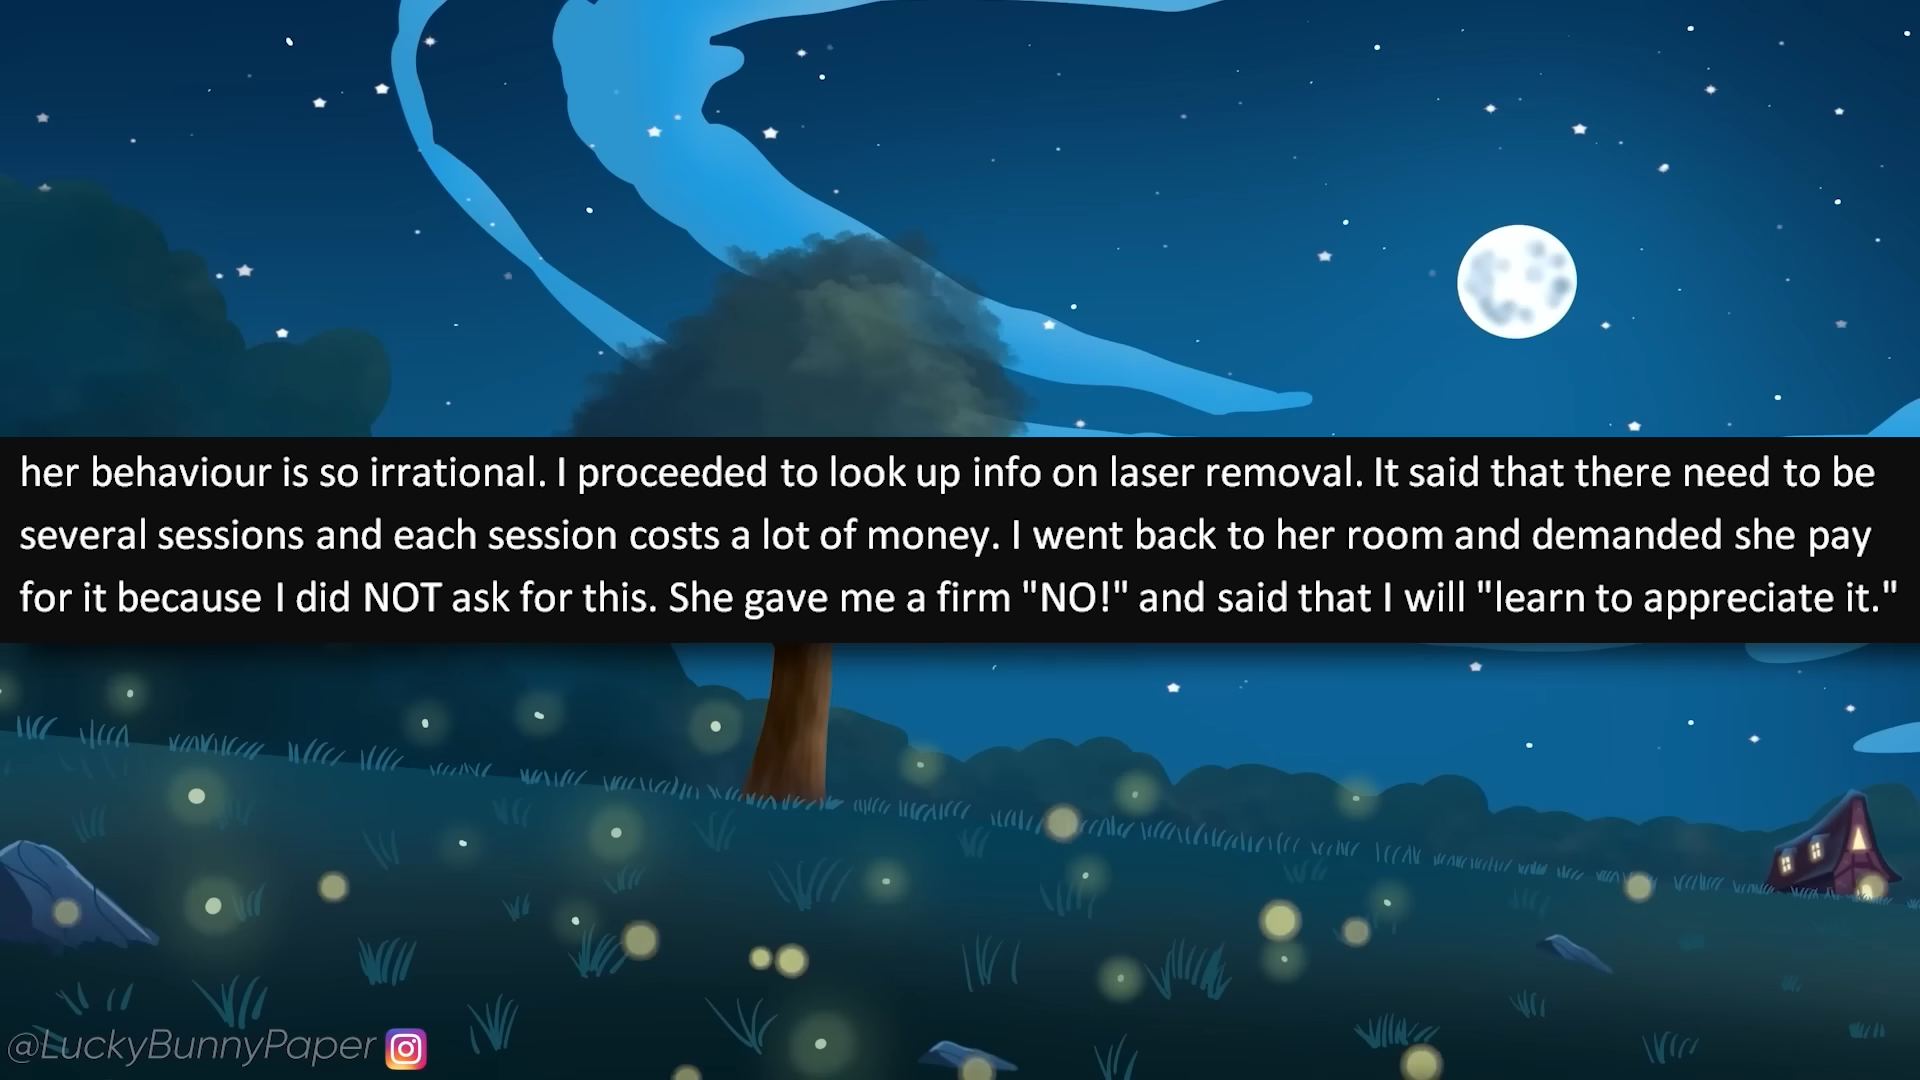 her behaviour is so irrational. I proceeded to look up info on laser removal. It said that there need to be
several sessions and each session costs a lot of money. I went back to her room and demanded she pay
for it because I did NOT ask for this. She gave me a firm "NO!" and said that I will "learn to appreciate it."
@LuckyBunnyPaper